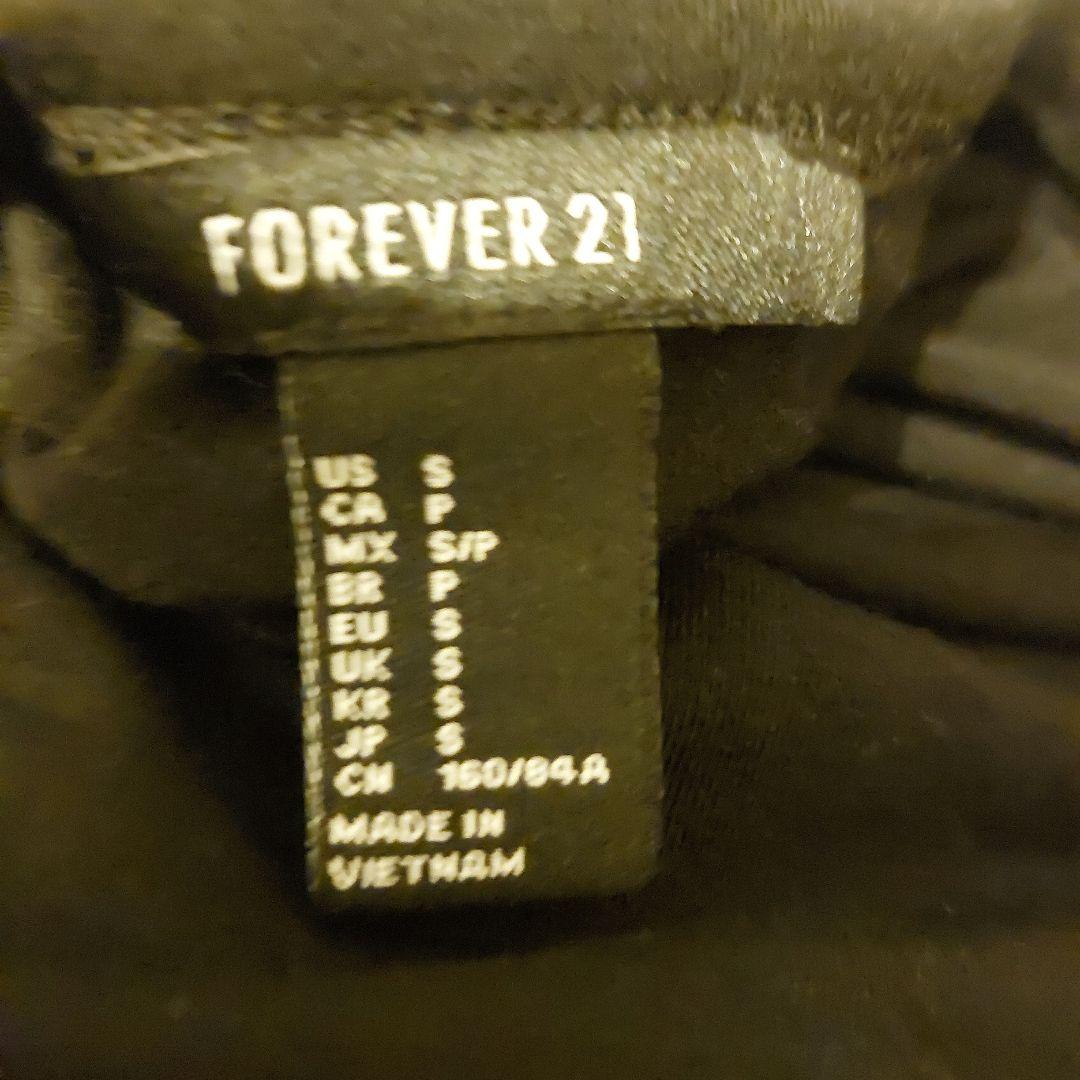 FOREVER 21
US S
CA P
MX S/P
BR P
EU S
UK S
KR S
JP S
CN 160/84A
MADE IN
VIETNAM